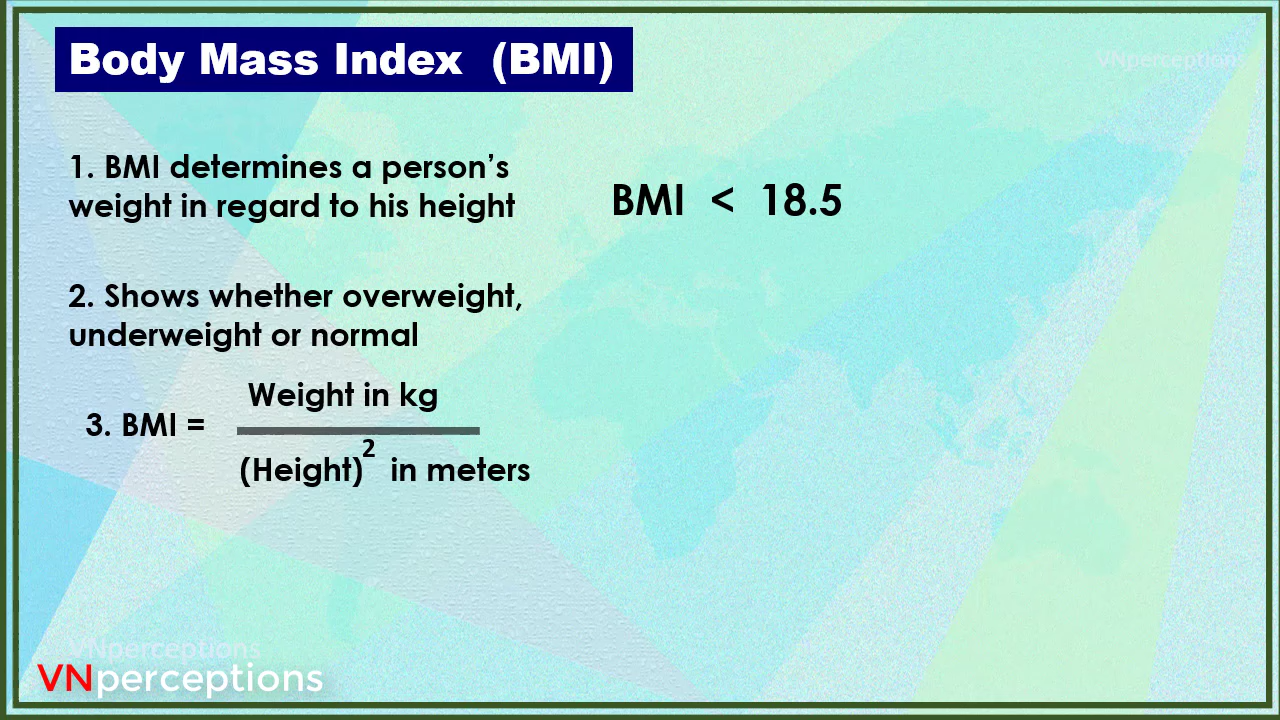 Body Mass Index (BMI)
VNperceptions
1. BMI determines a person’s
weight in regard to his height
BMI < 18.5
2. Shows whether overweight,
underweight or normal
Weight in kg
3. BMI =
(Height)² in meters
VNperceptions
VNperceptions